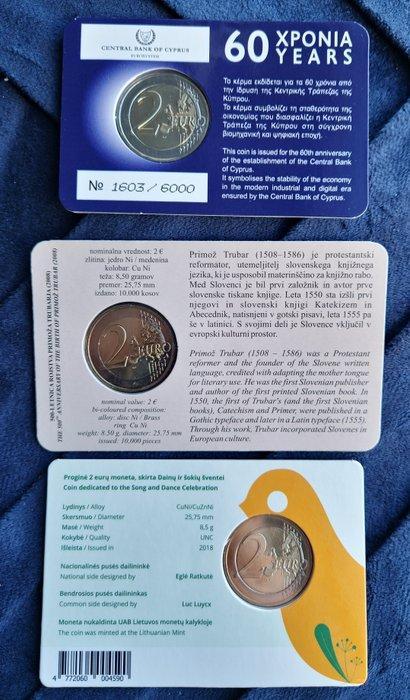 CENTRAL BANK OF CYPRUS
EUROSYSTEM
60 ΧΡΟΝΙΑ
YEARS
Το κέρμα εκδίδεται για τα 60 χρόνια από
την ίδρυση της Κεντρικής Τράπεζας της
Κύπρου.
Το κέρμα συμβολίζει τη σταθερότητα της
οικονομίας που διασφαλίζει η Κεντρική
Τράπεζα της Κύπρου στη σύγχρονη
βιομηχανική και ψηφιακή εποχή.
This coin is issued for the 60th anniversary
of the establishment of the Central Bank of
Cyprus.
It symbolises the stability of the economy
in the modern industrial and digital era
ensured by the Central Bank of Cyprus.
2 EURO
№ 1603 / 6000
500-LETNICA ROJSTVA PRIMOŽA TRUBARJA (2008)
THE 500th ANNIVERSARY OF THE BIRTH OF PRIMOŽ TRUBAR (2008)
nominalna vrednost: 2 €
zlitina: jedro Ni / medenina
kolobar: Cu Ni
teža: 8,50 gramov
premer: 25,75 mm
izdano: 10.000 kosov
2 EURO
nominal value: 2 €
bi-coloured composition:
alloy: disc: Ni / Brass
ring: Cu Ni
weight: 8.50 g, diameter: 25.75 mm
issued: 10,000 pieces
Primož Trubar (1508–1586) je protestantski
reformator, utemeljitelj slovenskega knjižnega
jezika, ki je usposobil materinščino za knjižno rabo.
Med Slovenci je bil prvi založnik in avtor prve
slovenske tiskane knjige. Leta 1550 sta izšli prvi
njegovi in slovenski knjigi Katekizem in
Abecednik, natisnjeni v gotski pisavi, leta 1555 pa
še v latinici. S svojimi deli je Slovence vključil v
evropski kulturni prostor.
Primož Trubar (1508 – 1586) was a Protestant
reformer and the founder of the Slovene written
language, credited with adapting the mother tongue
for literary use. He was the first Slovenian publisher
and author of the first printed Slovenian book. In
1550, the first of Trubar's (and the first Slovenian
books), Catechism and Primer, were published in a
Gothic typeface and later in a Latin typeface (1555).
Through his work, Trubar incorporated Slovenes in
European culture.
Proginė 2 eurų moneta, skirta Dainų ir šokių šventei
Coin dedicated to the Song and Dance Celebration
Lydinys / Alloy CuNi/CuZnNi
Skersmuo / Diameter 25,75 mm
Masė / Weight 8,5 g
Kokybė / Quality UNC
Išleista / Issued in 2018
Nacionalinės pusės dailininkė
National side designed by Eglė Ratkutė
Bendrosios pusės dailininkas
Common side designed by Luc Luycx
Moneta nukaldinta UAB Lietuvos monetų kalykloje
The coin was minted at the Lithuanian Mint
2 EURO
4 772060 004590